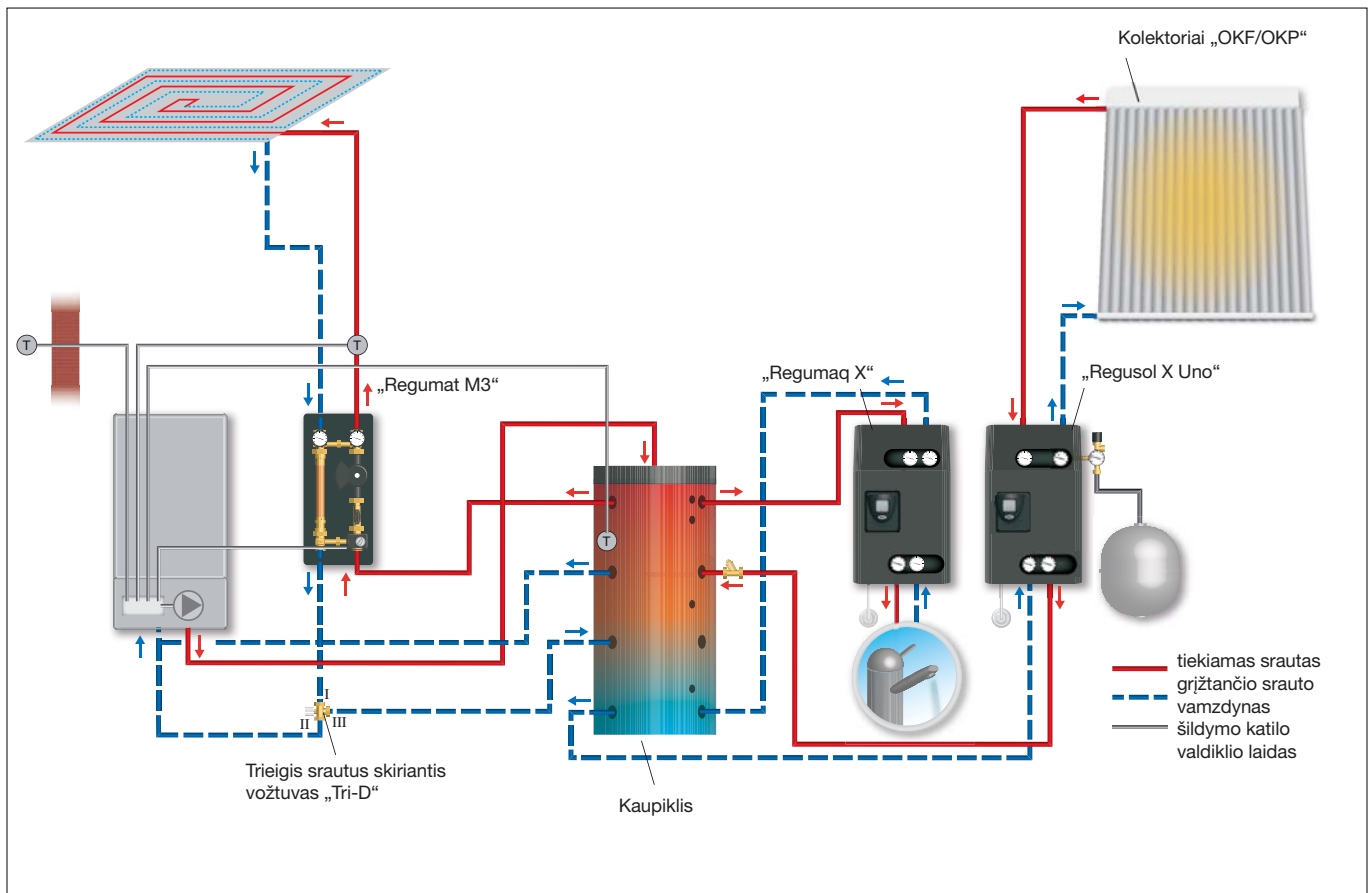 Kolektoriai „OKF/OKP“
T
T
„Regumat M3“
„Regumaq X“
„Regusol X Uno“
T
I
II
III
tiekiamas srautas
grįžtančio srauto
vamzdynas
šildymo katilo
valdiklio laidas
Trieigis srautus skiriantis
vožtuvas „Tri-D“
Kaupiklis